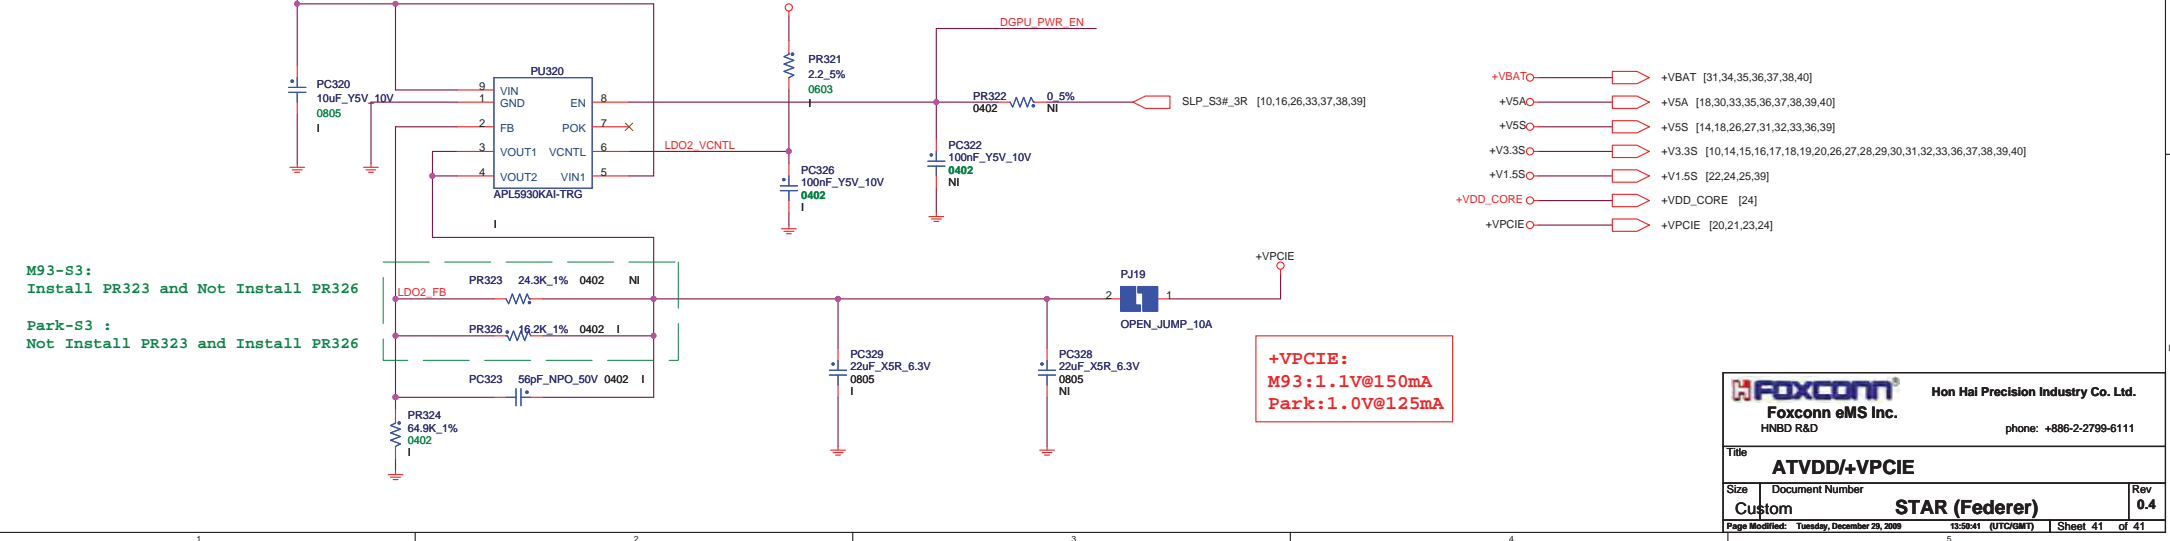 DGPU_PWR_EN
PR321
2.2_5%
0603
I
PC320
10uF_Y5V_10V
0805
I
PU320
9 VIN
1 GND
2 FB
3 VOUT1
4 VOUT2
EN 8
POK 7
VCNTL 6
VIN1 5
APL5930KAI-TRG
I
LDO2_VCNTL
PC326
100nF_Y5V_10V
0402
I
PR322 0_5%
0402 NI
SLP_S3#_3R [10,16,26,33,37,38,39]
PC322
100nF_Y5V_10V
0402
NI
+VBAT +VBAT [31,34,35,36,37,38,40]
+V5A +V5A [18,30,33,35,36,37,38,39,40]
+V5S +V5S [14,18,26,27,31,32,33,36,39]
+V3.3S +V3.3S [10,14,15,16,17,18,19,20,26,27,28,29,30,31,32,33,36,37,38,39,40]
+V1.5S +V1.5S [22,24,25,39]
+VDD_CORE +VDD_CORE [24]
+VPCIE +VPCIE [20,21,23,24]
M93-S3:
Install PR323 and Not Install PR326
Park-S3 :
Not Install PR323 and Install PR326
PR323 24.3K_1% 0402 NI
LDO2_FB
PR326 16.2K_1% 0402 I
PC323 56pF_NPO_50V 0402 I
PR324
64.9K_1%
0402
I
PC329
22uF_X5R_6.3V
0805
I
PC328
22uF_X5R_6.3V
0805
NI
+VPCIE
PJ19
2 1
OPEN_JUMP_10A
+VPCIE:
M93:1.1V@150mA
Park:1.0V@125mA
FOXCONN® Hon Hai Precision Industry Co. Ltd.
Foxconn eMS Inc.
HNBD R&D phone: +886-2-2799-6111
Title
ATVDD/+VPCIE
Size Document Number Rev
Custom STAR (Federer) 0.4
Page Modified: Tuesday, December 29, 2009 13:50:41 (UTC/GMT) Sheet 41 of 41
1 2 3 4 5